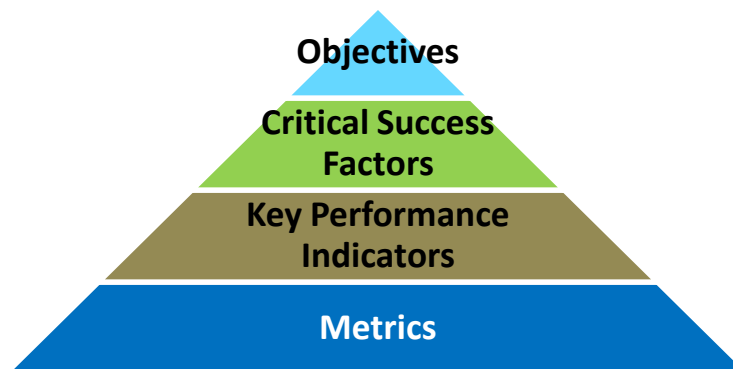 Objectives
Critical Success
Factors
Key Performance
Indicators
Metrics